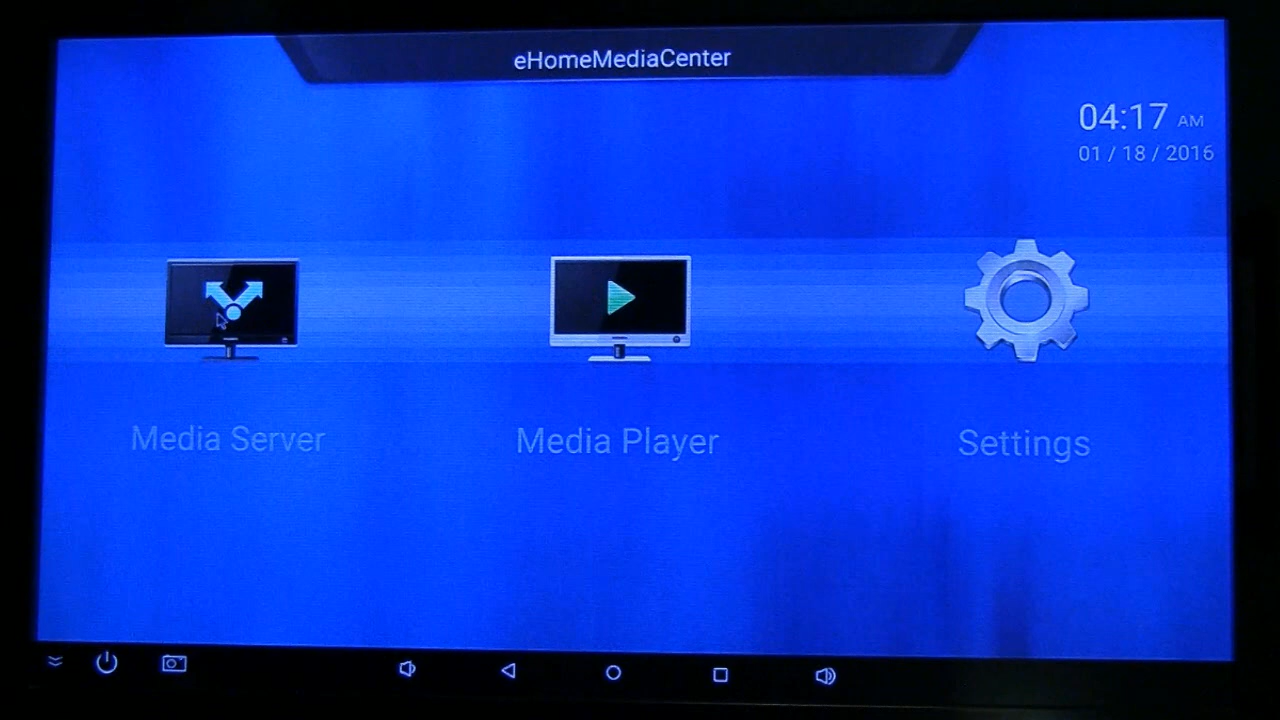 eHomeMediaCenter
04:17 AM
01 / 18 / 2016
Media Server
Media Player
Settings